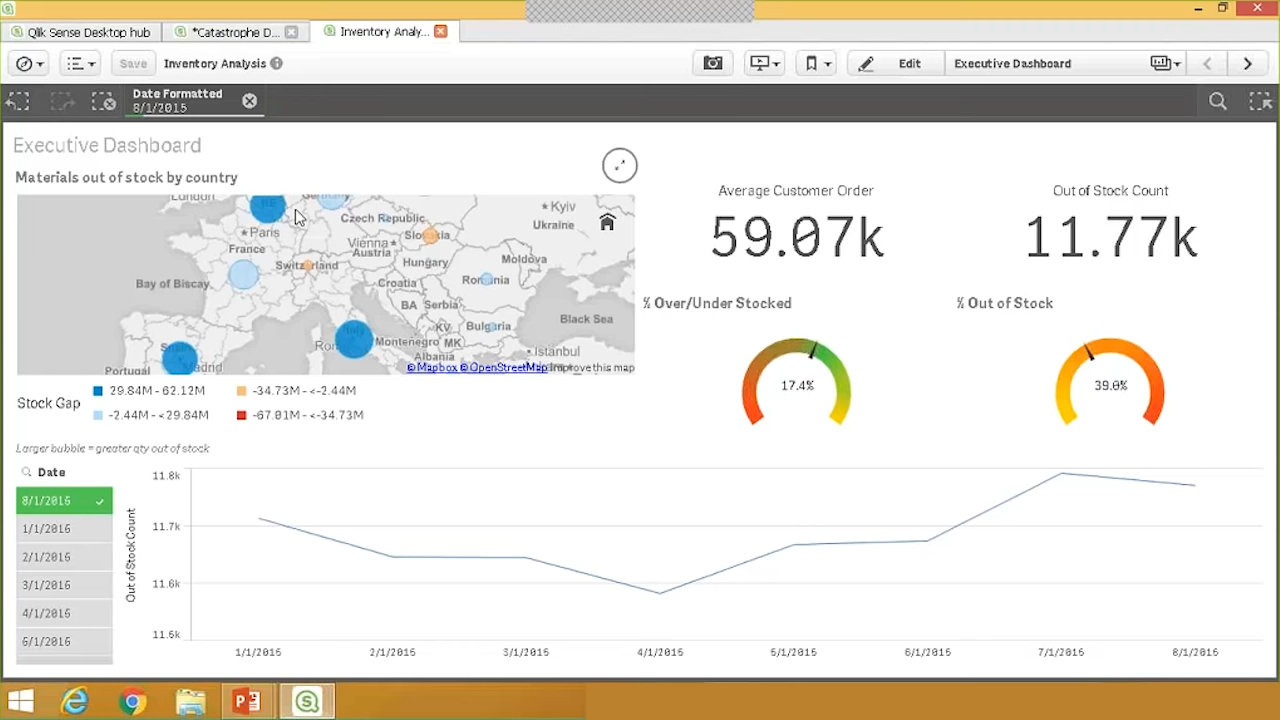 Qlik Sense Desktop hub
*Catastrophe D...
Inventory Analy...
Save
Inventory Analysis
Edit
Executive Dashboard
Date Formatted
8/1/2015
Executive Dashboard
Materials out of stock by country
London
Germany
Paris
Czech Republic
Kyiv
Ukraine
Vienna
Slovakia
France
Austria
Moldova
Switzerland
Hungary
Bay of Biscay
Croatia
Romania
BA
Serbia
Black Sea
Italy
Montenegro
KV
MK
Bulgaria
Albania
Istanbul
Spain
Madrid
Portugal
© Mapbox © OpenStreetMap Improve this map
Stock Gap
29.84M - 62.12M
-34.73M - <-2.44M
-2.44M - <29.84M
-67.01M - <-34.73M
Larger bubble = greater qty out of stock
Average Customer Order
59.07k
Out of Stock Count
11.77k
% Over/Under Stocked
17.4%
% Out of Stock
39.0%
Date
8/1/2015
1/1/2015
2/1/2015
3/1/2015
4/1/2015
6/1/2015
Out of Stock Count
11.8k
11.7k
11.6k
11.5k
1/1/2015
2/1/2015
3/1/2015
4/1/2015
5/1/2015
6/1/2015
7/1/2015
8/1/2015